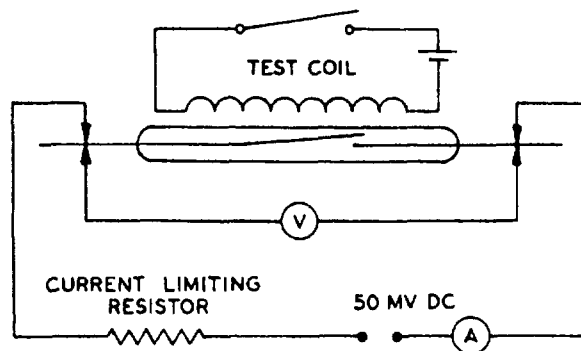 TEST COIL
V
CURRENT LIMITING
RESISTOR
50 MV DC
A